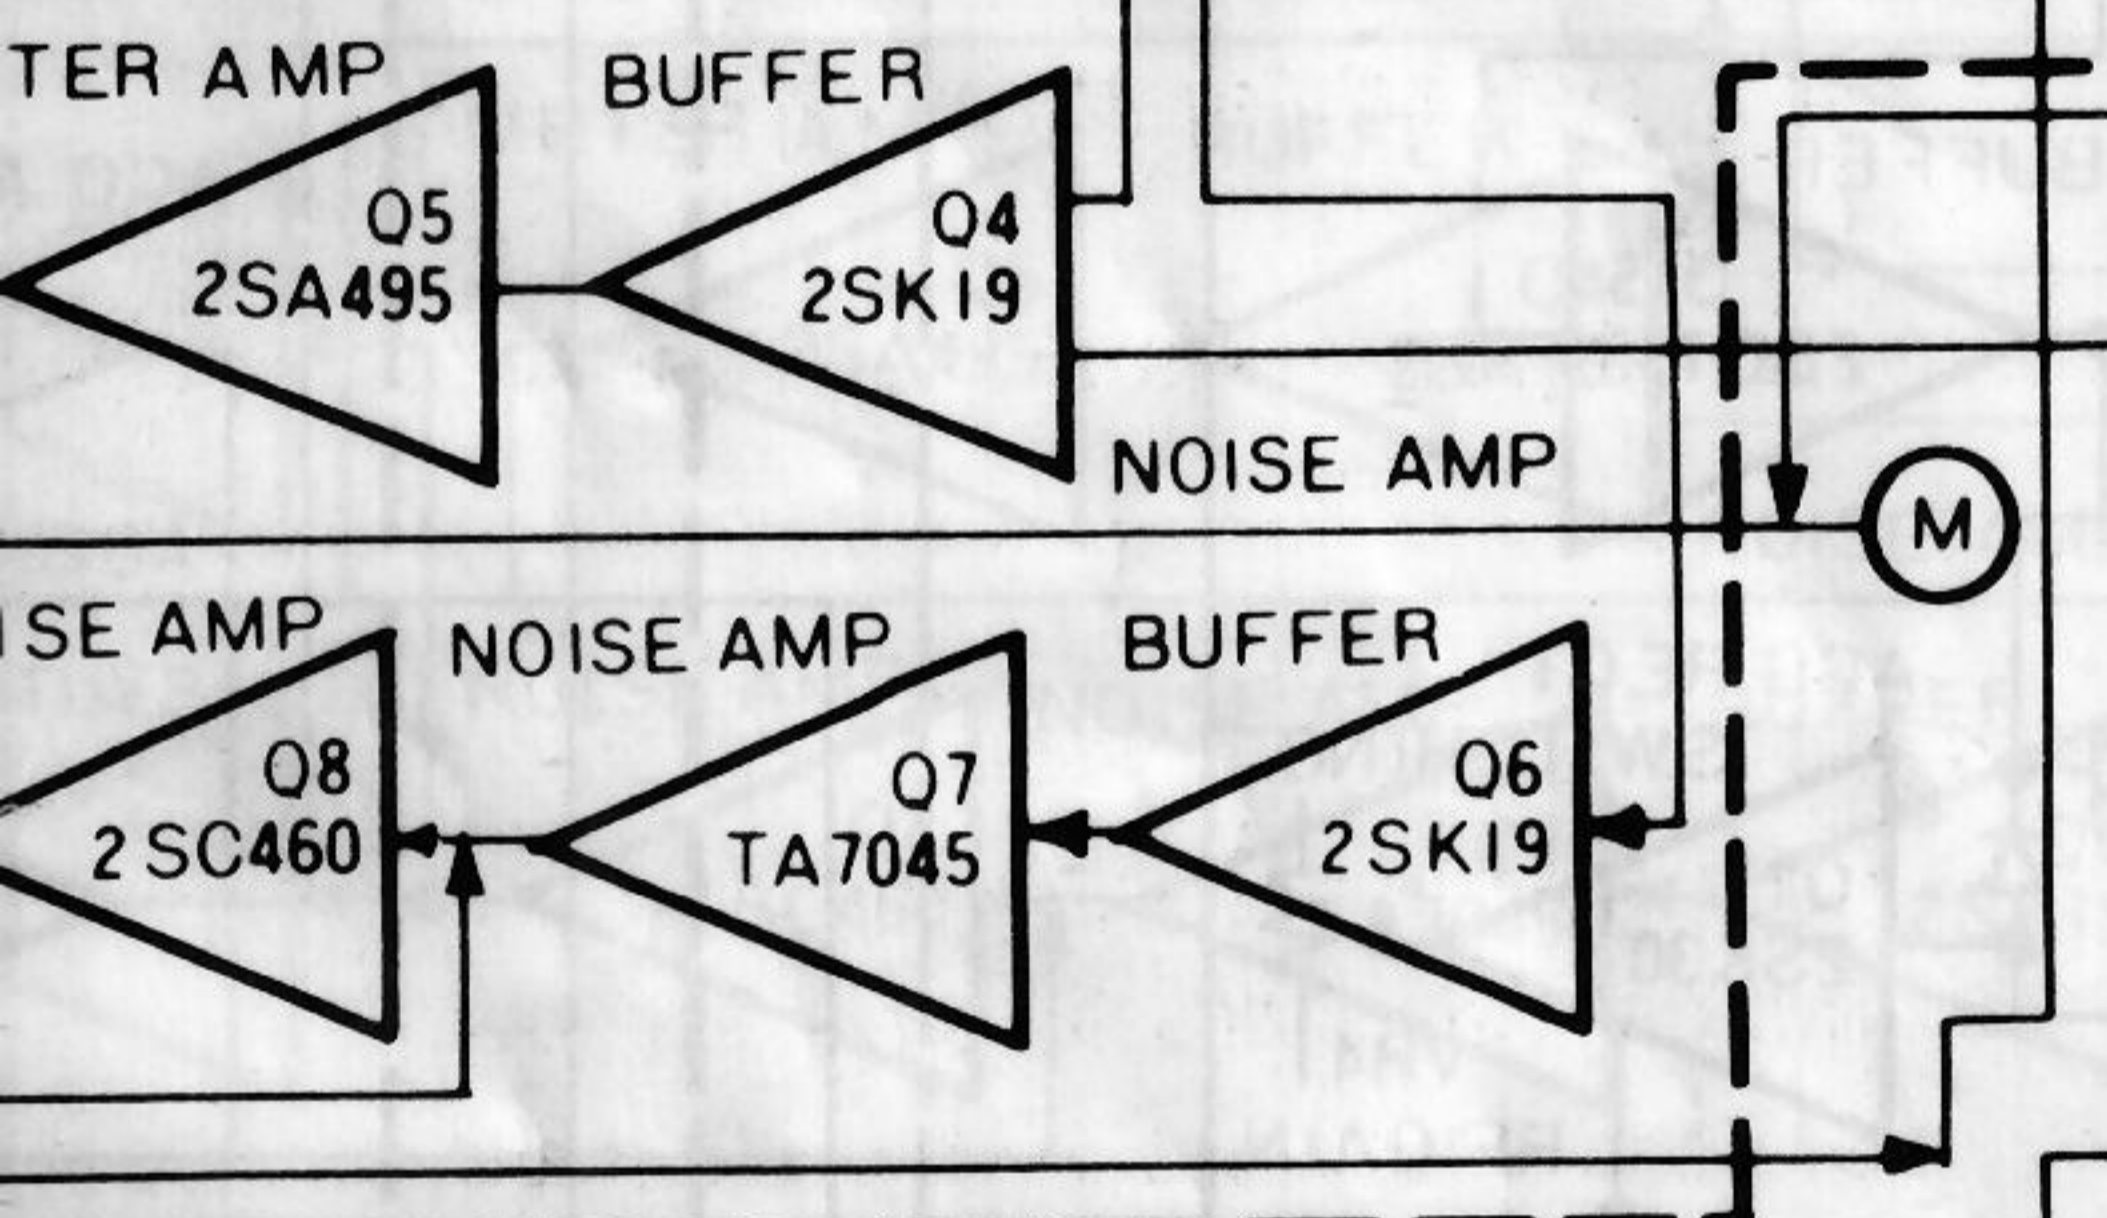 TER AMP
BUFFER
Q5
2SA495
Q4
2SK19
NOISE AMP
M
ISE AMP
NOISE AMP
BUFFER
Q8
2SC460
Q7
TA7045
Q6
2SK19